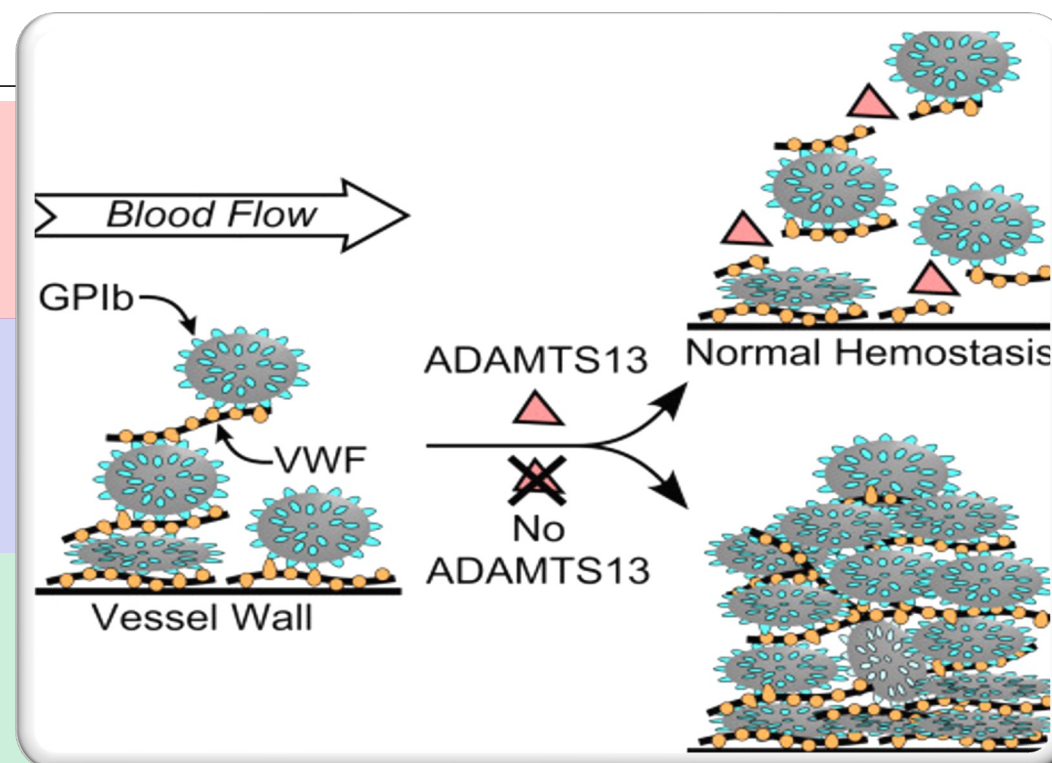 Blood Flow
GPIb
VWF
Vessel Wall
ADAMTS13
No
ADAMTS13
Normal Hemostasis